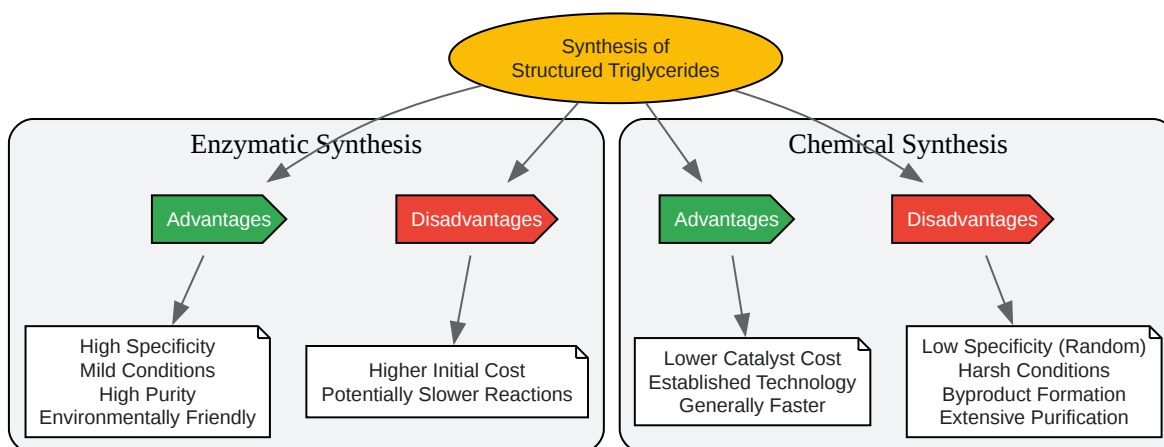 Synthesis of
Structured Triglycerides
Enzymatic Synthesis
Advantages
Disadvantages
High Specificity
Mild Conditions
High Purity
Environmentally Friendly
Higher Initial Cost
Potentially Slower Reactions
Chemical Synthesis
Advantages
Disadvantages
Lower Catalyst Cost
Established Technology
Generally Faster
Low Specificity (Random)
Harsh Conditions
Byproduct Formation
Extensive Purification